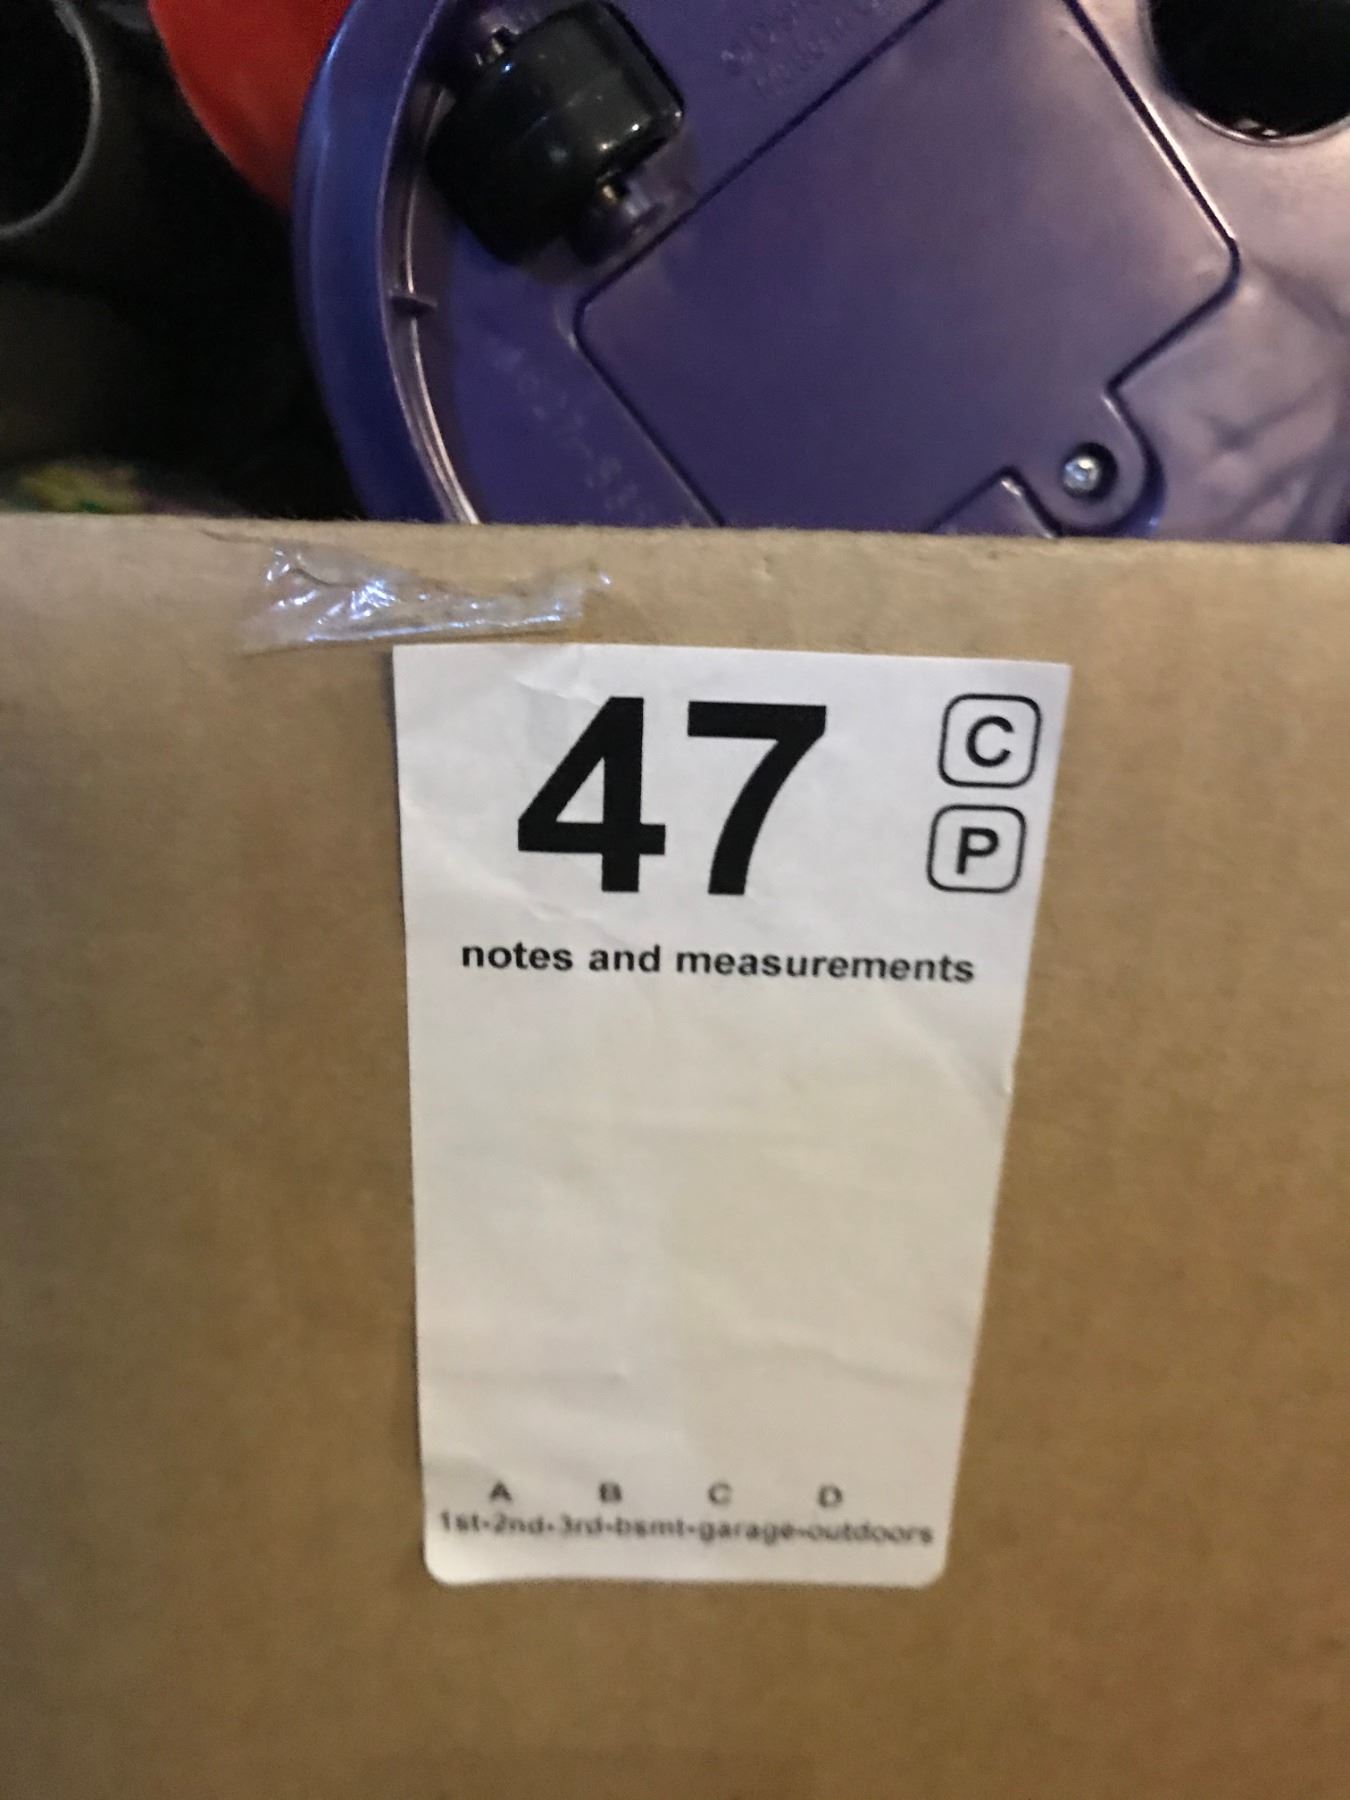 47
C
P
notes and measurements
A B C D
1st-2nd-3rd-bsmt-garage-outdoors